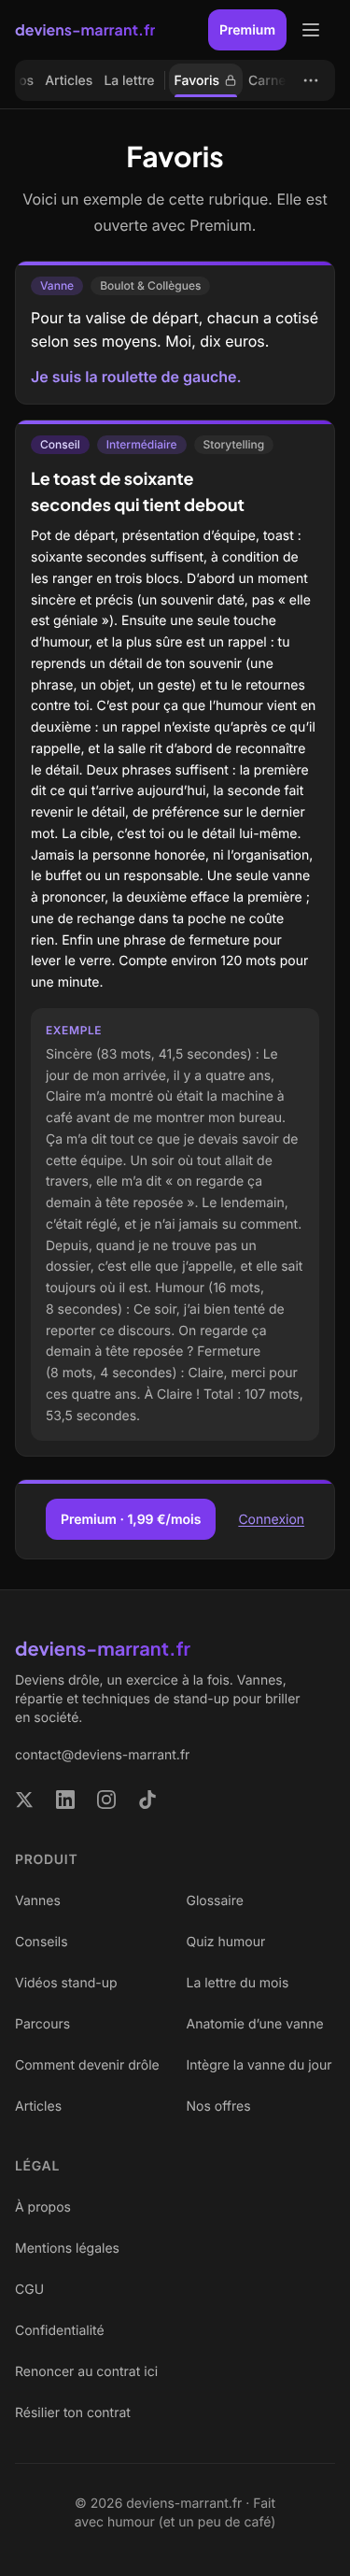 deviens-marrant.fr
Premium
os Articles La lettre Favoris Carne ...
Favoris
Voici un exemple de cette rubrique. Elle est
ouverte avec Premium.
Vanne Boulot & Collègues
Pour ta valise de départ, chacun a cotisé
selon ses moyens. Moi, dix euros.
Je suis la roulette de gauche.
Conseil Intermédiaire Storytelling
Le toast de soixante
secondes qui tient debout
Pot de départ, présentation d’équipe, toast :
soixante secondes suffisent, à condition de
les ranger en trois blocs. D’abord un moment
sincère et précis (un souvenir daté, pas « elle
est géniale »). Ensuite une seule touche
d’humour, et la plus sûre est un rappel : tu
reprends un détail de ton souvenir (une
phrase, un objet, un geste) et tu le retournes
contre toi. C’est pour ça que l’humour vient en
deuxième : un rappel n’existe qu’après ce qu’il
rappelle, et la salle rit d’abord de reconnaître
le détail. Deux phrases suffisent : la première
dit ce qui t’arrive aujourd’hui, la seconde fait
revenir le détail, de préférence sur le dernier
mot. La cible, c’est toi ou le détail lui-même.
Jamais la personne honorée, ni l’organisation,
le buffet ou un responsable. Une seule vanne
à prononcer, la deuxième efface la première ;
une de rechange dans ta poche ne coûte
rien. Enfin une phrase de fermeture pour
lever le verre. Compte environ 120 mots pour
une minute.
EXEMPLE
Sincère (83 mots, 41,5 secondes) : Le
jour de mon arrivée, il y a quatre ans,
Claire m’a montré où était la machine à
café avant de me montrer mon bureau.
Ça m’a dit tout ce que je devais savoir de
cette équipe. Un soir où tout allait de
travers, elle m’a dit « on regarde ça
demain à tête reposée ». Le lendemain,
c’était réglé, et je n’ai jamais su comment.
Depuis, quand je ne trouve pas un
dossier, c’est elle que j’appelle, et elle sait
toujours où il est. Humour (16 mots,
8 secondes) : Ce soir, j’ai bien tenté de
reporter ce discours. On regarde ça
demain à tête reposée ? Fermeture
(8 mots, 4 secondes) : Claire, merci pour
ces quatre ans. À Claire ! Total : 107 mots,
53,5 secondes.
Premium · 1,99 €/mois Connexion
deviens-marrant.fr
Deviens drôle, un exercice à la fois. Vannes,
répartie et techniques de stand-up pour briller
en société.
contact@deviens-marrant.fr
PRODUIT
Vannes Glossaire
Conseils Quiz humour
Vidéos stand-up La lettre du mois
Parcours Anatomie d’une vanne
Comment devenir drôle Intègre la vanne du jour
Articles Nos offres
LÉGAL
À propos
Mentions légales
CGU
Confidentialité
Renoncer au contrat ici
Résilier ton contrat
© 2026 deviens-marrant.fr · Fait
avec humour (et un peu de café)